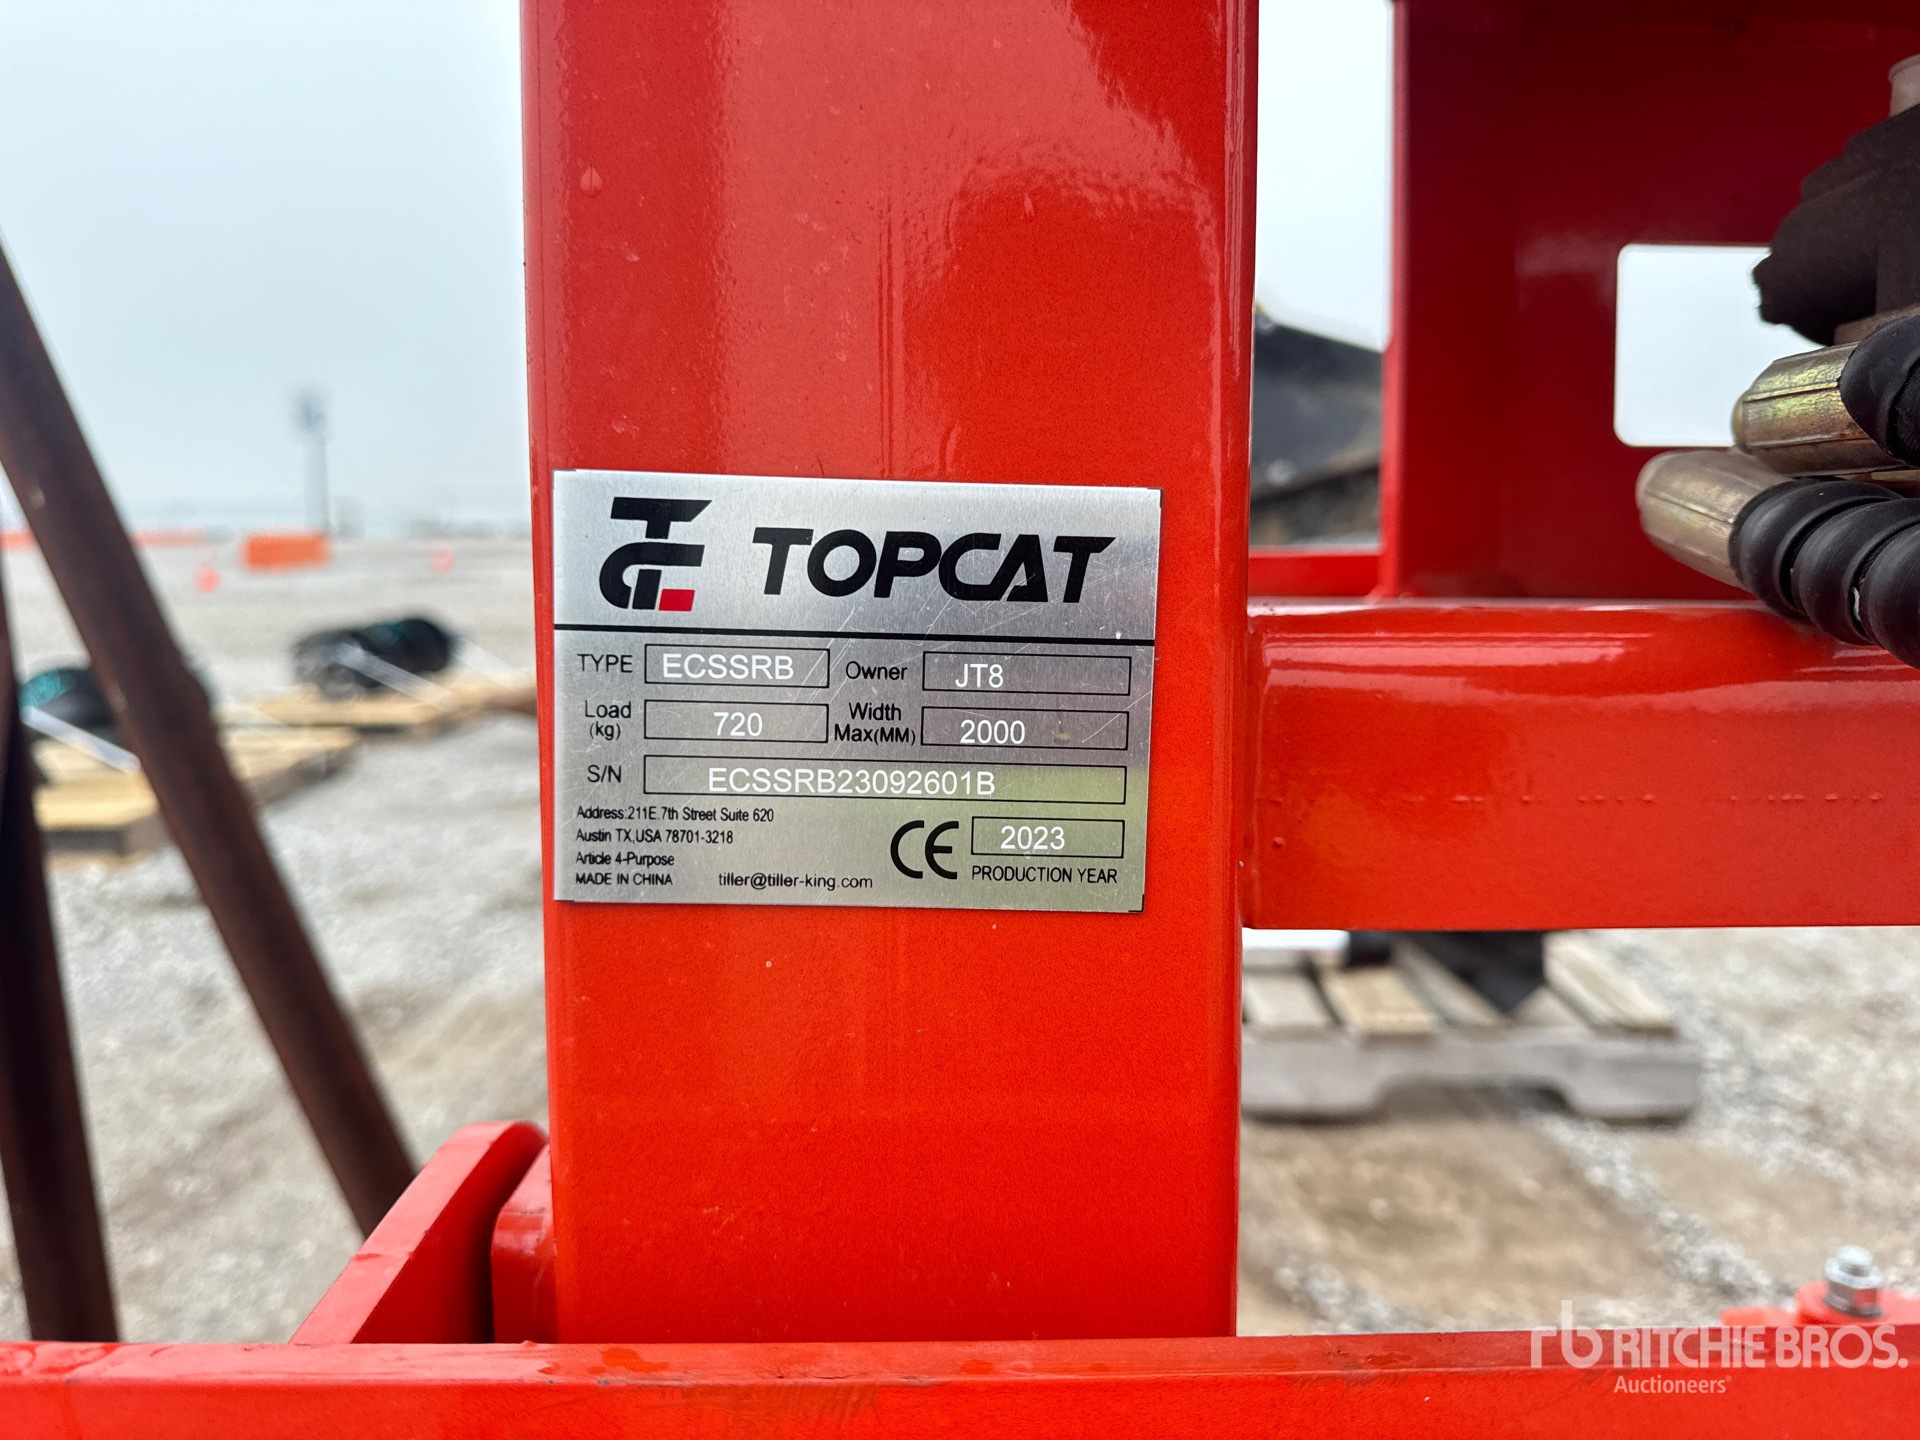 TC TOPCAT
TYPE ECSSRB Owner JT8
Load (kg) 720 Width Max(MM) 2000
S/N ECSSRB23092601B
Address:211E.7th Street Suite 620
Austin TX,USA 78701-3218
Article 4-Purpose
MADE IN CHINA tiller@tiller-king.com
CE 2023
PRODUCTION YEAR
rb RITCHIE BROS.
Auctioneers